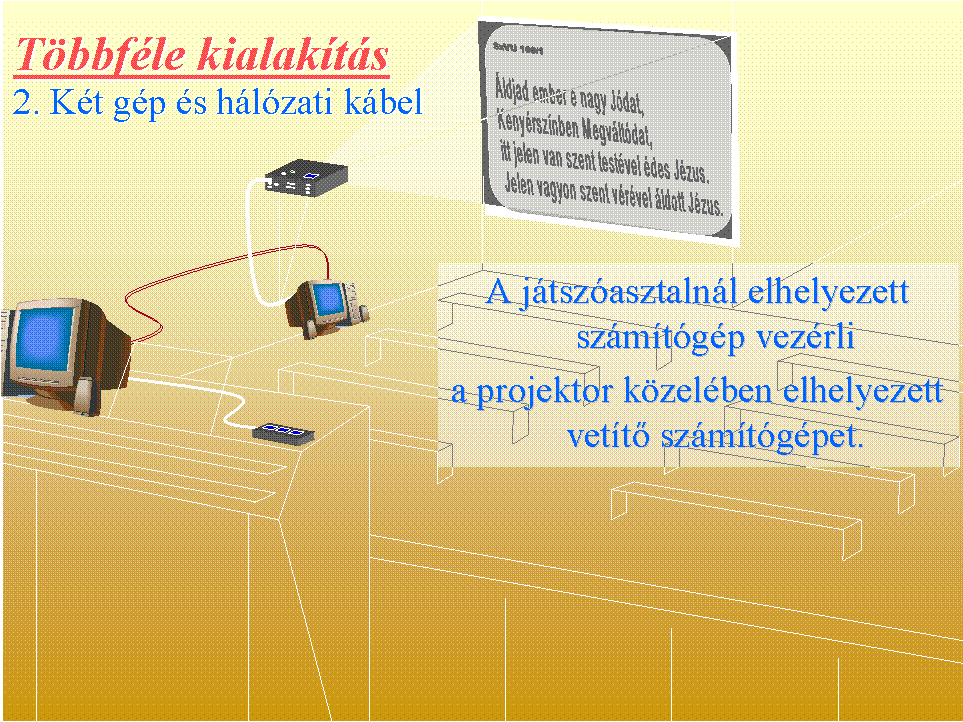 Többféle kialakítás
2. Két gép és hálózati kábel
SzVU 199/1
Áldjad ember e nagy Jódat,
Kenyérszínben Megváltódat,
itt jelen van szent testével édes Jézus.
Jelen vagyon szent vérével áldott Jézus.
A játszóasztalnál elhelyezett
számítógép vezérli
a projektor közelében elhelyezett
vetítő számítógépet.